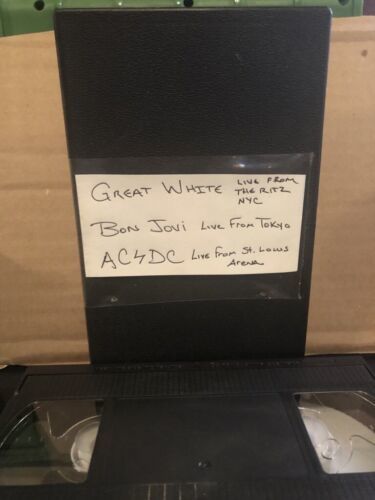 GREAT WHITE LIVE FROM
THE RITZ
NYC
BON JOVI LIVE FROM TOKYO
AC⚡DC LIVE FROM ST. LOUIS
ARENA